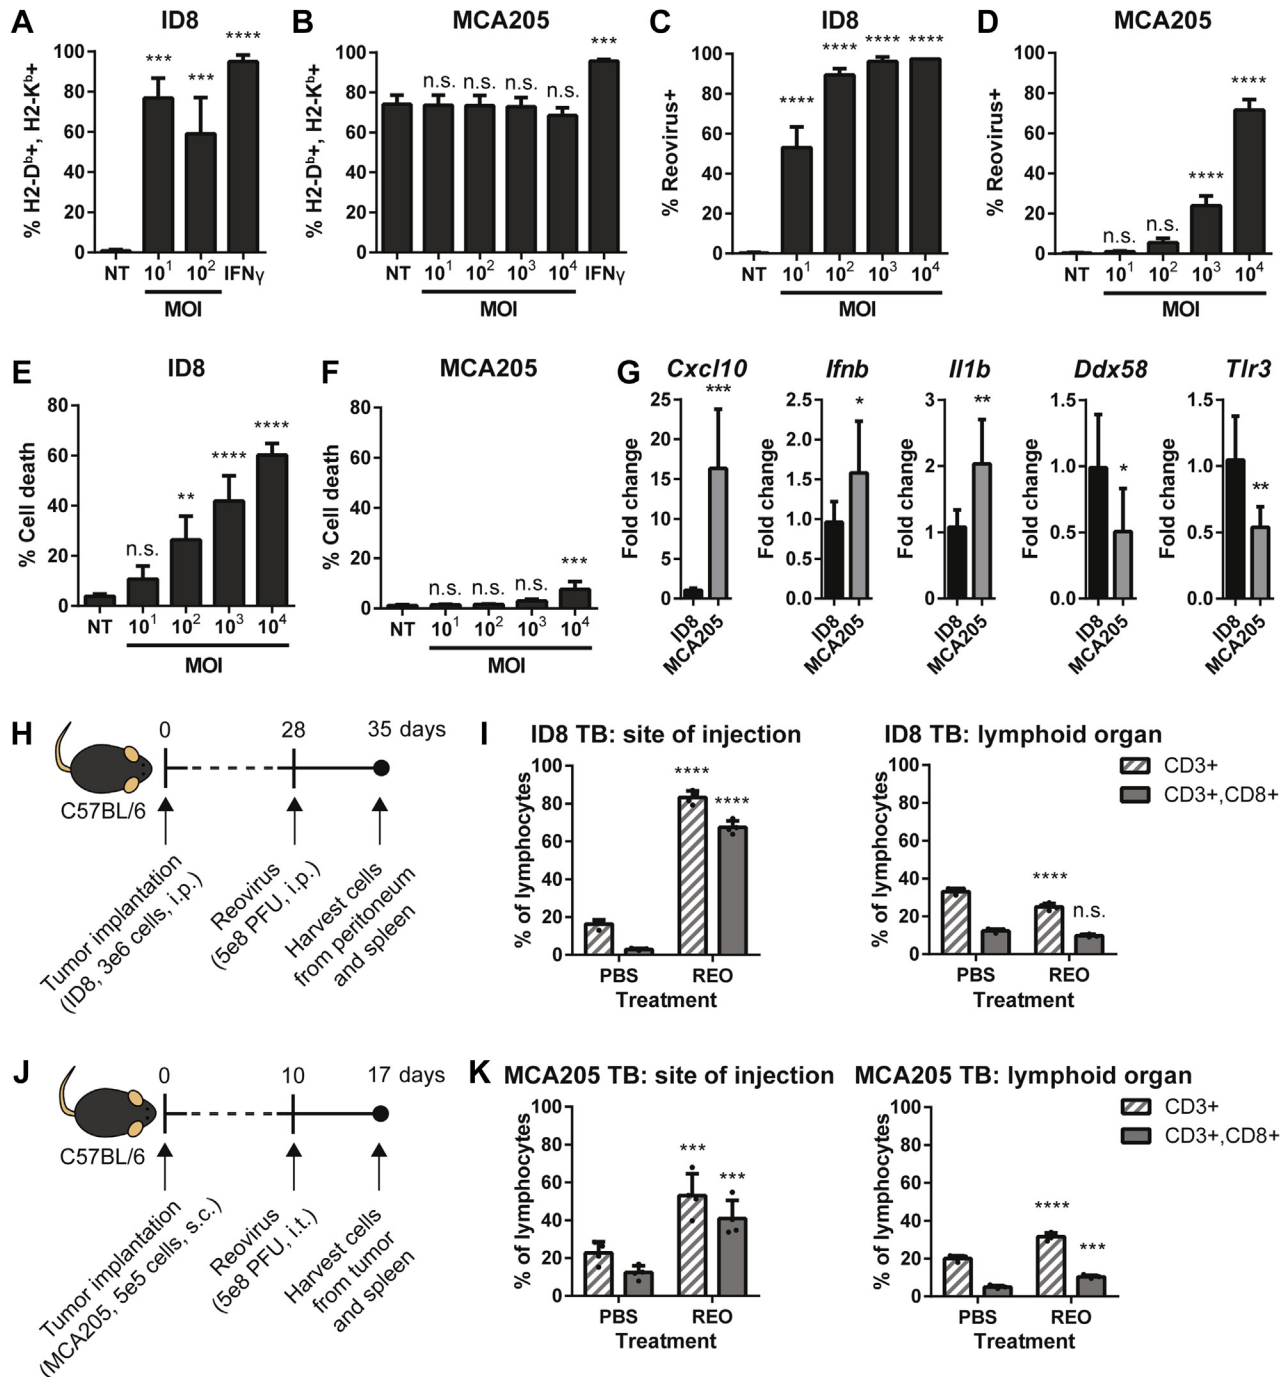 A ID8
% H2-Dᵇ+, H2-Kᵇ+
100
80
60
40
20
0
*** *** ****
NT 10¹ 10² IFNγ
MOI
B MCA205
% H2-Dᵇ+, H2-Kᵇ+
100
80
60
40
20
0
n.s. n.s. n.s. n.s. ***
NT 10¹ 10² 10³ 10⁴ IFNγ
MOI
C ID8
% Reovirus+
100
80
60
40
20
0
**** **** **** ****
NT 10¹ 10² 10³ 10⁴
MOI
D MCA205
% Reovirus+
100
80
60
40
20
0
n.s. n.s. **** ****
NT 10¹ 10² 10³ 10⁴
MOI
E ID8
% Cell death
80
60
40
20
0
n.s. ** **** ****
NT 10¹ 10² 10³ 10⁴
MOI
F MCA205
% Cell death
80
60
40
20
0
n.s. n.s. n.s. ***
NT 10¹ 10² 10³ 10⁴
MOI
G Cxcl10
Fold change
25
20
15
10
5
0
***
ID8
MCA205
Ifnb
Fold change
2.5
2.0
1.5
1.0
0.5
0.0
*
ID8
MCA205
Il1b
Fold change
3
2
1
0
**
ID8
MCA205
Ddx58
Fold change
1.5
1.0
0.5
0.0
*
ID8
MCA205
Tlr3
Fold change
1.5
1.0
0.5
0.0
**
ID8
MCA205
H
0 28 35 days
C57BL/6
Tumor implantation
(ID8, 3e6 cells, i.p.)
Reovirus
(5e8 PFU, i.p.)
Harvest cells
from peritoneum
and spleen
I ID8 TB: site of injection
% of lymphocytes
100
80
60
40
20
0
**** ****
PBS REO
Treatment
ID8 TB: lymphoid organ
% of lymphocytes
100
80
60
40
20
0
**** n.s.
PBS REO
Treatment
CD3+
CD3+,CD8+
J
0 10 17 days
C57BL/6
Tumor implantation
(MCA205, 5e5 cells, s.c.)
Reovirus
(5e8 PFU, i.t.)
Harvest cells
from tumor
and spleen
K MCA205 TB: site of injection
% of lymphocytes
100
80
60
40
20
0
*** ***
PBS REO
Treatment
MCA205 TB: lymphoid organ
% of lymphocytes
100
80
60
40
20
0
**** ***
PBS REO
Treatment
CD3+
CD3+,CD8+